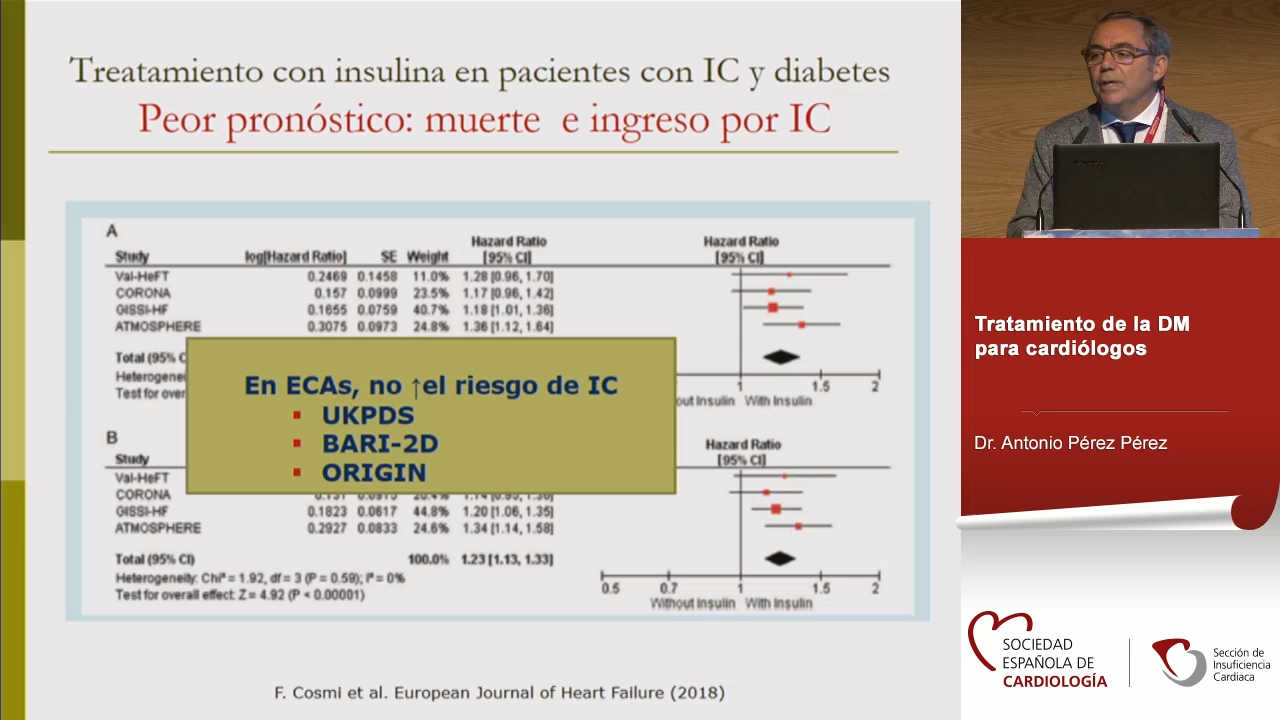 Treatamiento con insulina en pacientes con IC y diabetes
Peor pronóstico: muerte e ingreso por IC
A
Hazard Ratio Hazard Ratio
Study log[Hazard Ratio] SE Weight [95% CI] [95% CI]
Val-HeFT 0.2469 0.1458 11.0% 1.28 [0.96, 1.70]
CORONA 0.157 0.0999 23.5% 1.17 [0.96, 1.42]
GISSI-HF 0.1655 0.0759 40.7% 1.18 [1.01, 1.36]
ATMOSPHERE 0.3075 0.0973 24.8% 1.36 [1.12, 1.64]
Total (95% C
Heterogenei
Test for over
1 1.5 2
out Insulin With Insulin
En ECAs, no ↑el riesgo de IC
▪ UKPDS
▪ BARI-2D
▪ ORIGIN
B
Hazard Ratio
Study [95% CI]
Val-HeFT
CORONA
GISSI-HF 0.1823 0.0617 44.8% 1.20 [1.06, 1.35]
ATMOSPHERE 0.2927 0.0833 24.6% 1.34 [1.14, 1.58]
Total (95% CI) 100.0% 1.23 [1.13, 1.33]
Heterogeneity: Chi² = 1.92, df = 3 (P = 0.59); I² = 0%
Test for overall effect: Z = 4.92 (P < 0.00001)
0.5 0.7 1 1.5 2
Without Insulin With Insulin
F. Cosmi et al. European Journal of Heart Failure (2018)
Tratamiento de la DM
para cardiólogos
Dr. Antonio Pérez Pérez
SOCIEDAD
ESPAÑOLA DE
CARDIOLOGÍA
Sección de
Insuficiencia
Cardiaca